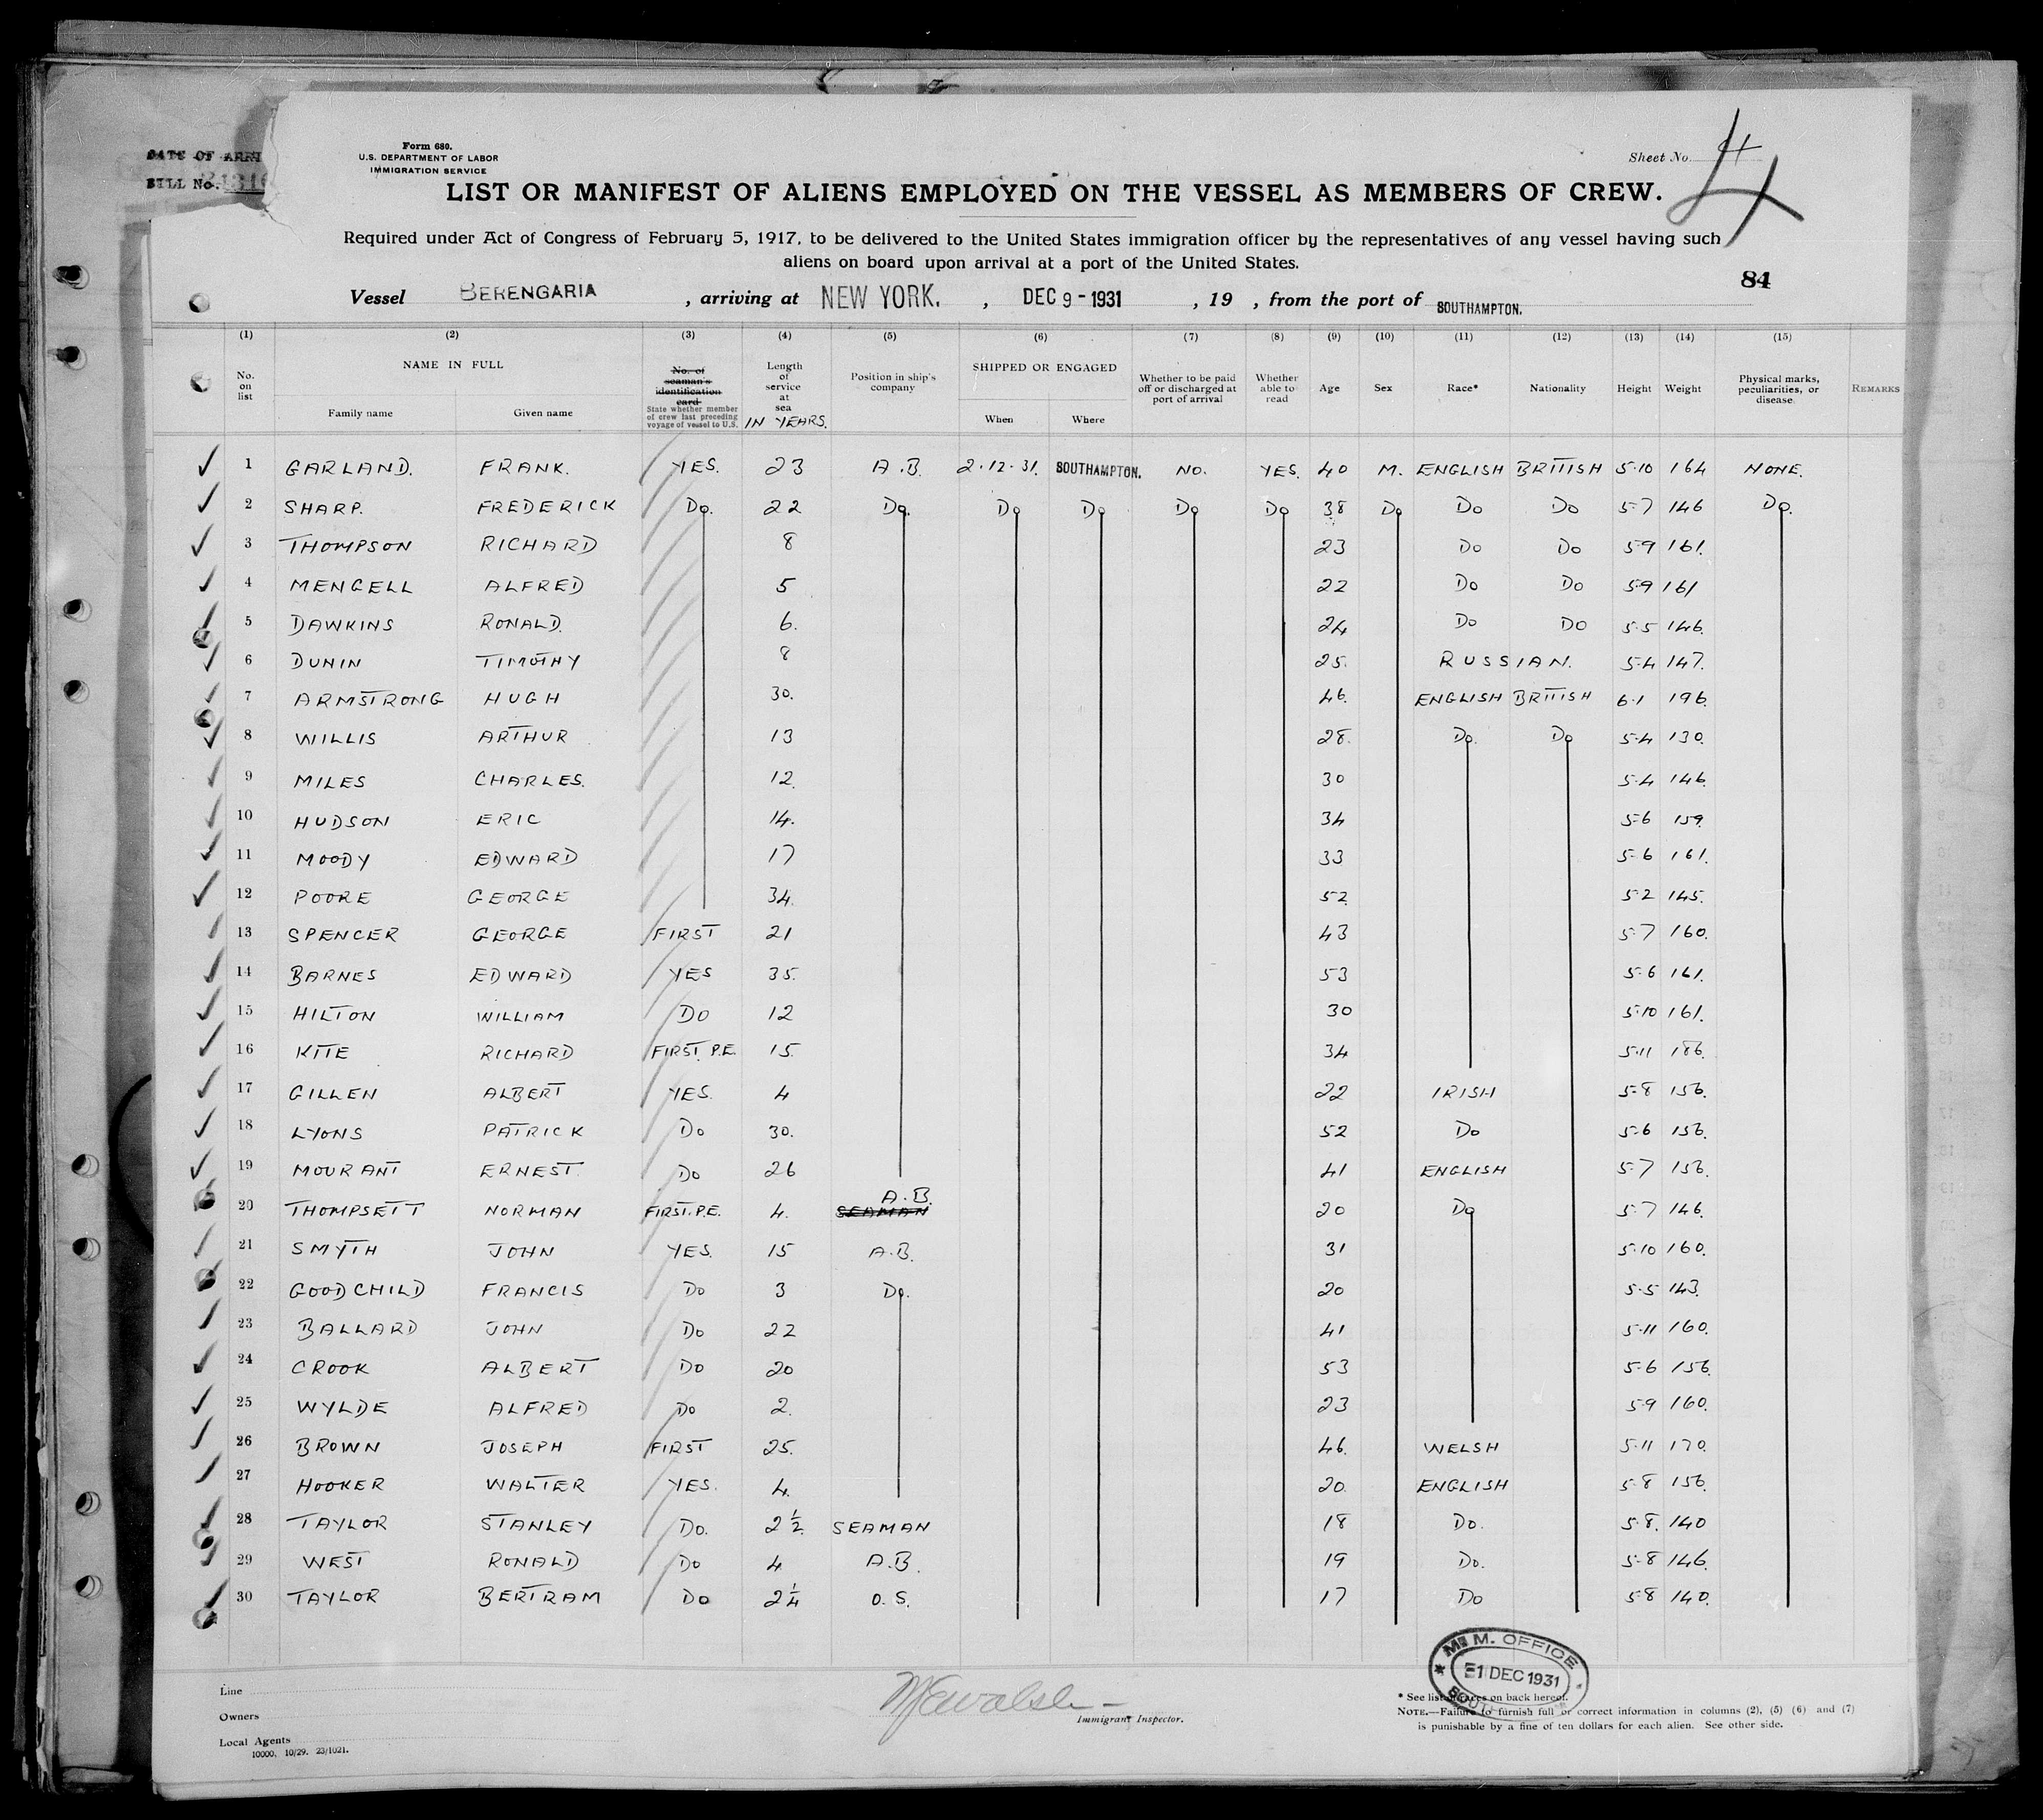 DATE OF ARRI
BILL No.
Form 680.
U.S. DEPARTMENT OF LABOR
IMMIGRATION SERVICE
Sheet No. 4
4
LIST OR MANIFEST OF ALIENS EMPLOYED ON THE VESSEL AS MEMBERS OF CREW.
Required under Act of Congress of February 5, 1917, to be delivered to the United States immigration officer by the representatives of any vessel having such
aliens on board upon arrival at a port of the United States.
84
Vessel BERENGARIA, arriving at NEW YORK., DEC 9-1931, 19 , from the port of SOUTHAMPTON.
(1) (2) (3) (4) (5) (6) (7) (8) (9) (10) (11) (12) (13) (14) (15)
No. on list NAME IN FULL Family name Given name No. of seaman's identification card State whether member of crew last preceding voyage of vessel to U.S. Length of service at sea IN YEARS. Position in ship's company SHIPPED OR ENGAGED When Where Whether to be paid off or discharged at port of arrival Whether able to read Age Sex Race* Nationality Height Weight Physical marks, peculiarities, or disease REMARKS
1 GARLAND. FRANK. YES. 23 A.B. 2.12.31. SOUTHAMPTON. NO. YES. 40 M. ENGLISH BRITISH 5.10 164 NONE.
2 SHARP. FREDERICK Do. 22 Do. Do Do Do Do 38 Do Do Do 5-7 146 Do.
3 THOMPSON RICHARD 8 23 Do Do 5-9 161.
4 MENGELL ALFRED 5 22 Do Do 5-9 161
5 DAWKINS RONALD. 6. 24 Do Do 5.5 146.
6 DUNIN TIMOTHY 8 25. RUSSIAN. 5-4 147.
7 ARMSTRONG HUGH 30. 46. ENGLISH BRITISH 6.1 196.
8 WILLIS ARTHUR 13 28. Do. Do 5-4 130.
9 MILES CHARLES. 12. 30 5-4 146.
10 HUDSON ERIC 14. 34 5-6 159.
11 MOODY EDWARD 17 33 5-6 161.
12 POORE GEORGE 34. 52. 5-2 145.
13 SPENCER GEORGE FIRST 21 43 5-7 160.
14 BARNES EDWARD YES 35. 53 5-6 161.
15 HILTON WILLIAM Do 12 30 5-10 161.
16 KITE RICHARD FIRST. P.E. 15. 34 5-11 186.
17 GILLEN ALBERT YES. 4 22 IRISH 5-8 156.
18 LYONS PATRICK Do 30. 52 Do 5-6 156.
19 MOURANT ERNEST. Do 26 41 ENGLISH 5-7 156.
20 THOMPSETT NORMAN FIRST. P.E. 4. A.B. SEAMAN 20 Do 5-7 146.
21 SMYTH JOHN YES. 15 A.B. 31 5-10 160.
22 GOODCHILD FRANCIS Do 3 Do. 20 5.5 143.
23 BALLARD JOHN Do 22 41 5-11 160.
24 CROOK ALBERT Do 20 53 5-6 156.
25 WYLDE ALFRED Do 2. 23 5-9 160.
26 BROWN JOSEPH FIRST 25. 46. WELSH 5-11 170.
27 HOOKER WALTER YES. 4. 20. ENGLISH 5-8 156.
28 TAYLOR STANLEY Do. 2½ SEAMAN 18 Do. 5-8. 140
29 WEST RONALD Do 4 A.B. 19 Do. 5-8 146.
30 TAYLOR BERTRAM Do 2¼ O.S. 17 Do 5-8 140.
M. M. OFFICE
1 DEC 1931
Line
Owners
Local Agents
10000. 10/29. 23/1021.
Immigrant Inspector.
* See list of races on back hereof.
NOTE.—Failure to furnish full or correct information in columns (2), (5) (6) and (7)
is punishable by a fine of ten dollars for each alien. See other side.